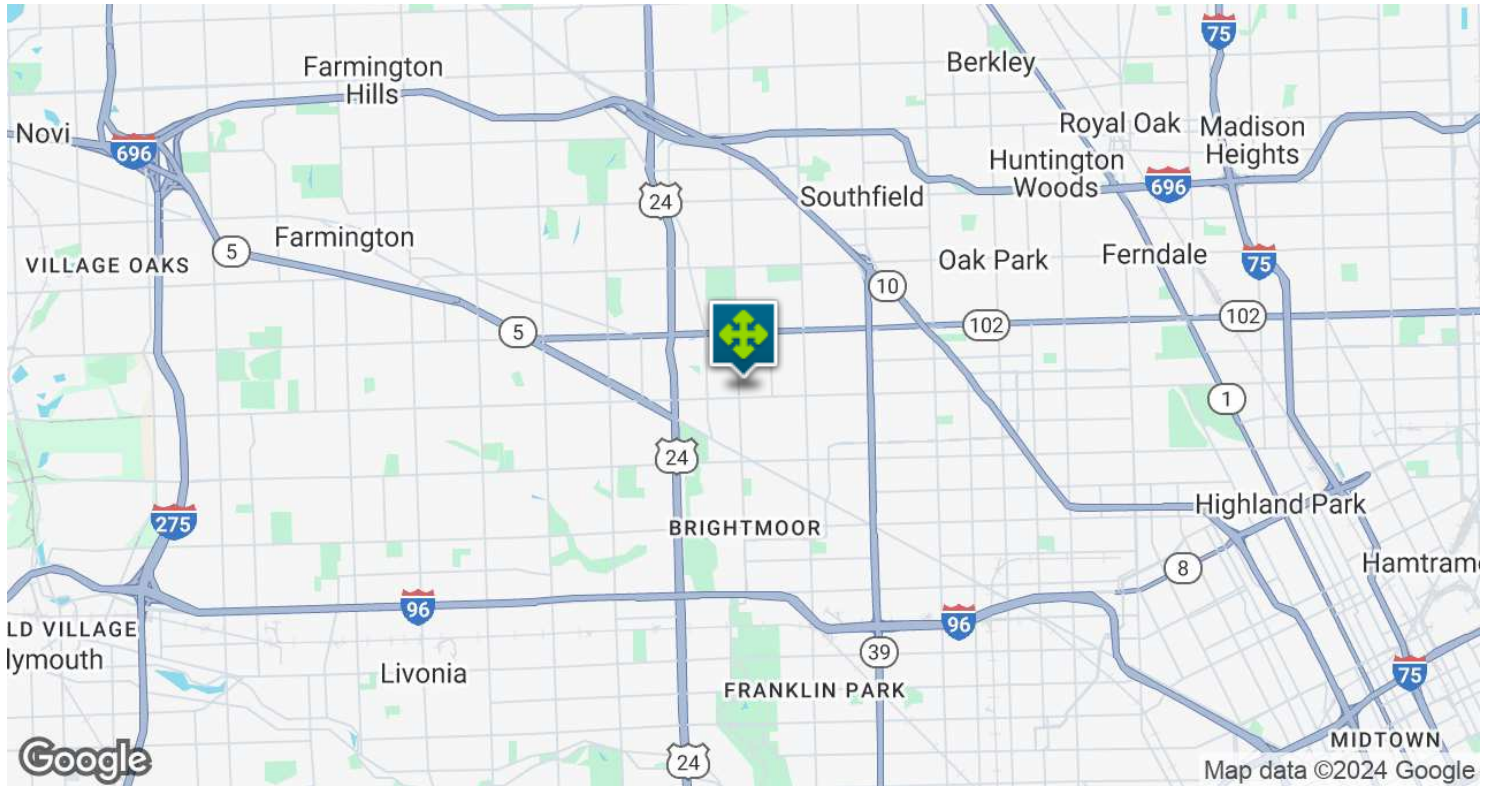 75
Berkley
Farmington
Hills
Novi
696
Royal Oak
Madison
Heights
Huntington
Woods
696
24
Southfield
Farmington
5
VILLAGE OAKS
Oak Park
Ferndale
75
10
5
102
102
1
24
Highland Park
275
BRIGHTMOOR
Hamtram
8
96
96
LD VILLAGE
lymouth
39
Livonia
75
FRANKLIN PARK
MIDTOWN
24
Google
Map data ©2024 Google